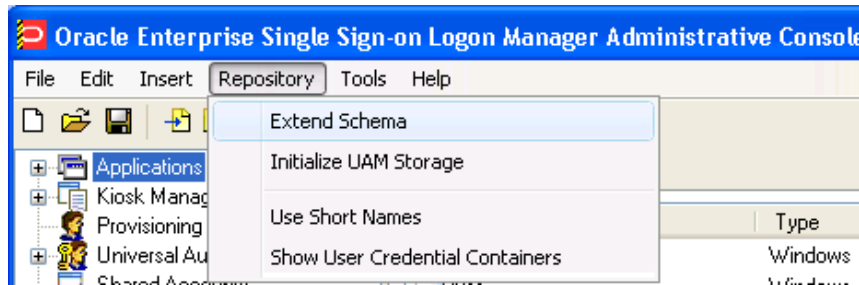 Oracle Enterprise Single Sign-on Logon Manager Administrative Console
File Edit Insert Repository Tools Help
Extend Schema
Applications
Initialize UAM Storage
Kiosk Manag
Provisioning
Use Short Names
Type
Universal Au
Show User Credential Containers
Windows